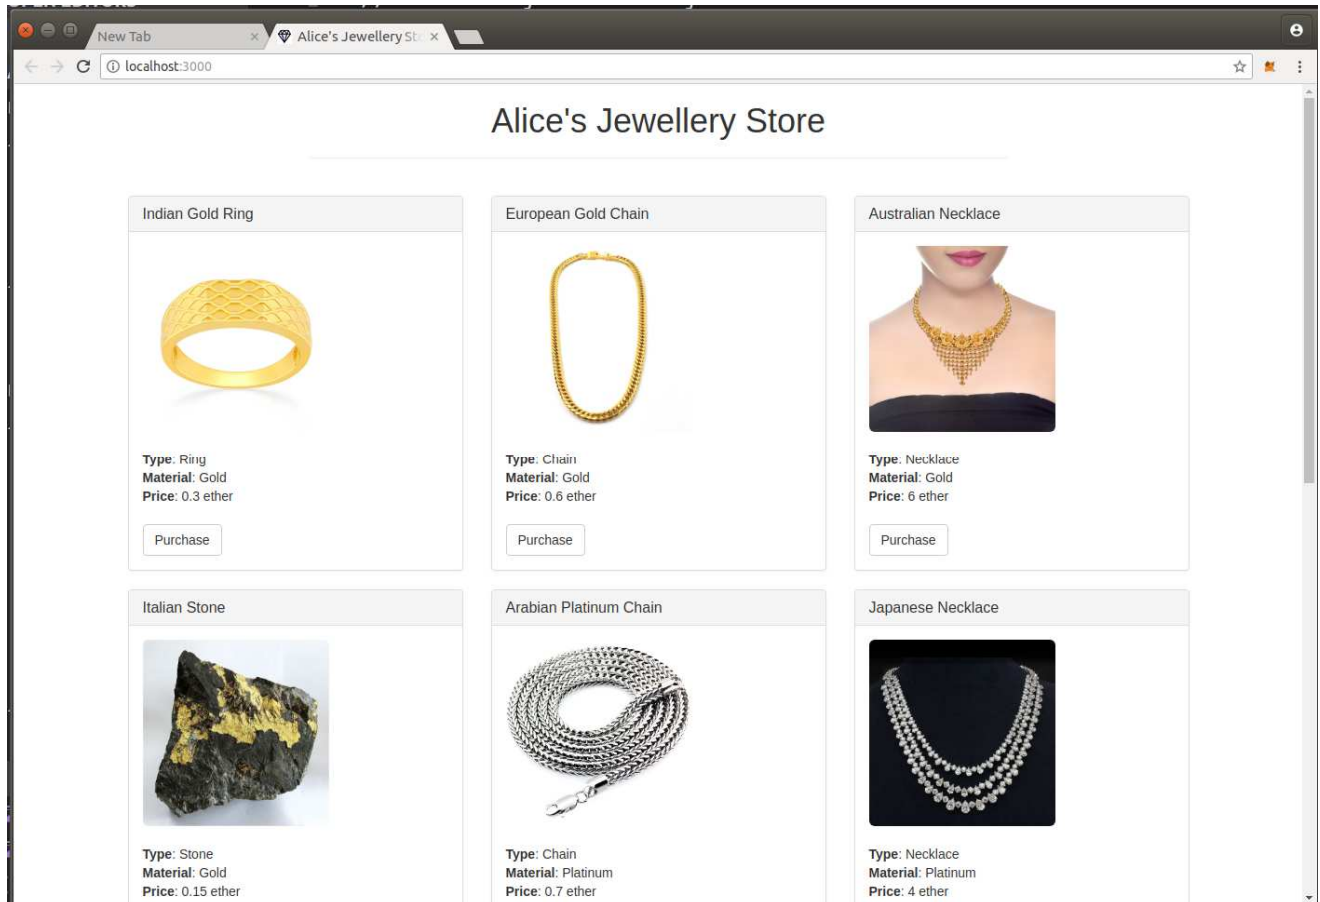 New Tab
Alice's Jewellery Sto
localhost:3000
Alice's Jewellery Store
Indian Gold Ring
European Gold Chain
Australian Necklace
Type: Ring
Material: Gold
Price: 0.3 ether
Purchase
Type: Chain
Material: Gold
Price: 0.6 ether
Purchase
Type: Necklace
Material: Gold
Price: 6 ether
Purchase
Italian Stone
Arabian Platinum Chain
Japanese Necklace
Type: Stone
Material: Gold
Price: 0.15 ether
Type: Chain
Material: Platinum
Price: 0.7 ether
Type: Necklace
Material: Platinum
Price: 4 ether